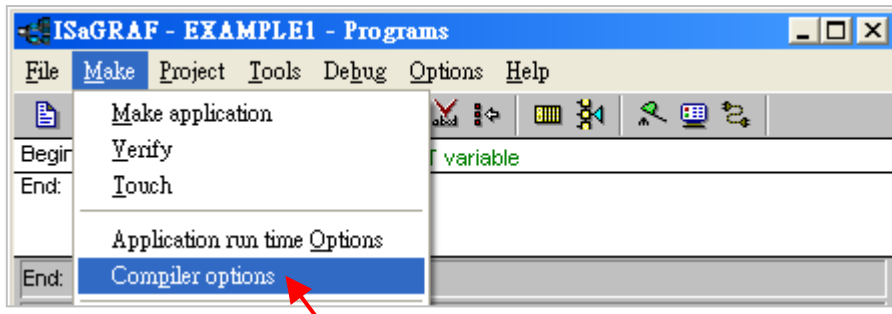 ISaGRAF - EXAMPLE1 - Programs
File Make Project Tools Debug Options Help
Make application
Verify
Touch
Application run time Options
Compiler options
Begin
variable
End:
End: